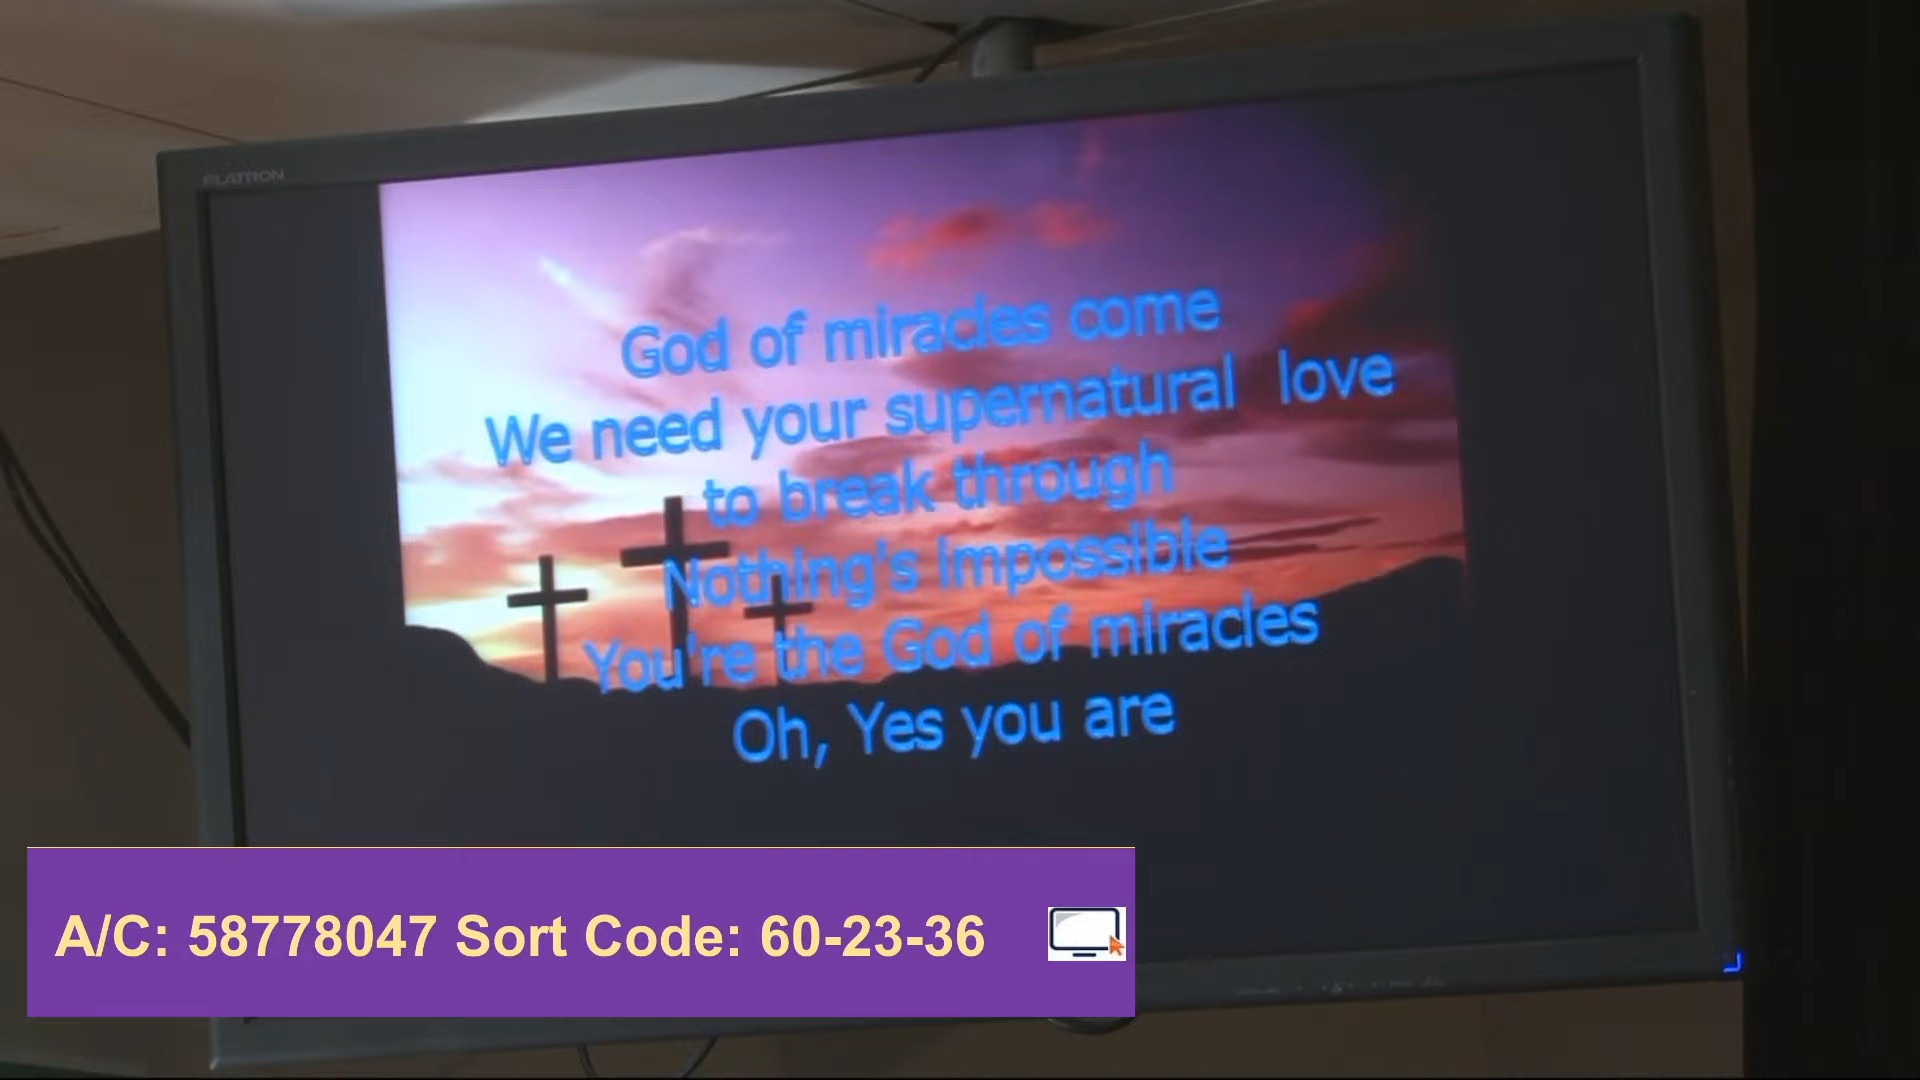 FLATRON
God of miracles come
We need your supernatural love
to break through
Nothing's impossible
You're the God of miracles
Oh, Yes you are
A/C: 58778047 Sort Code: 60-23-36